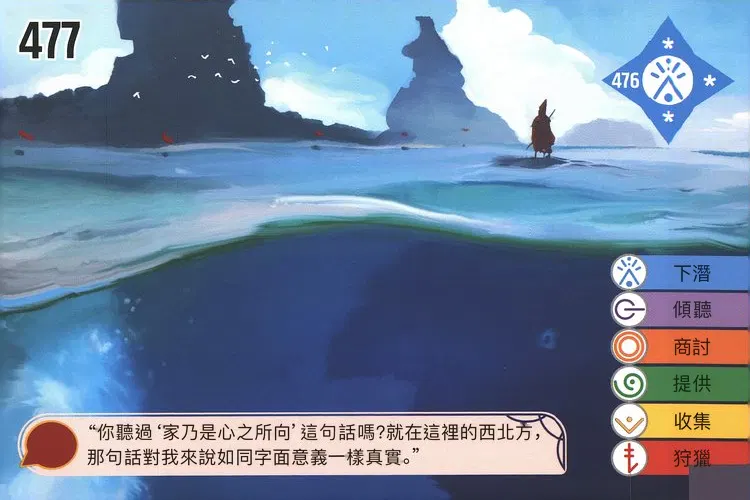 477
476
*
*
*
下潛
傾聽
商討
提供
收集
狩獵
“你聽過‘家乃是心之所向’這句話嗎?就在這裡的西北方，
那句話對我來說如同字面意義一樣真實。”